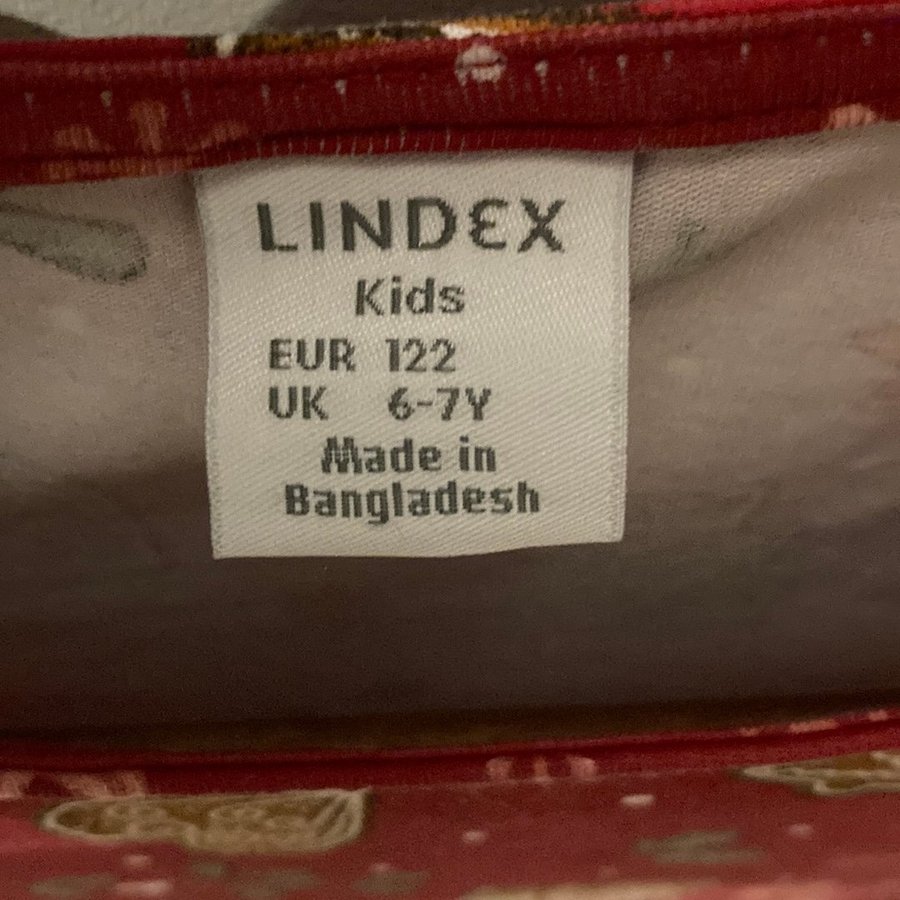 LINDEX
Kids
EUR 122
UK 6-7Y
Made in
Bangladesh